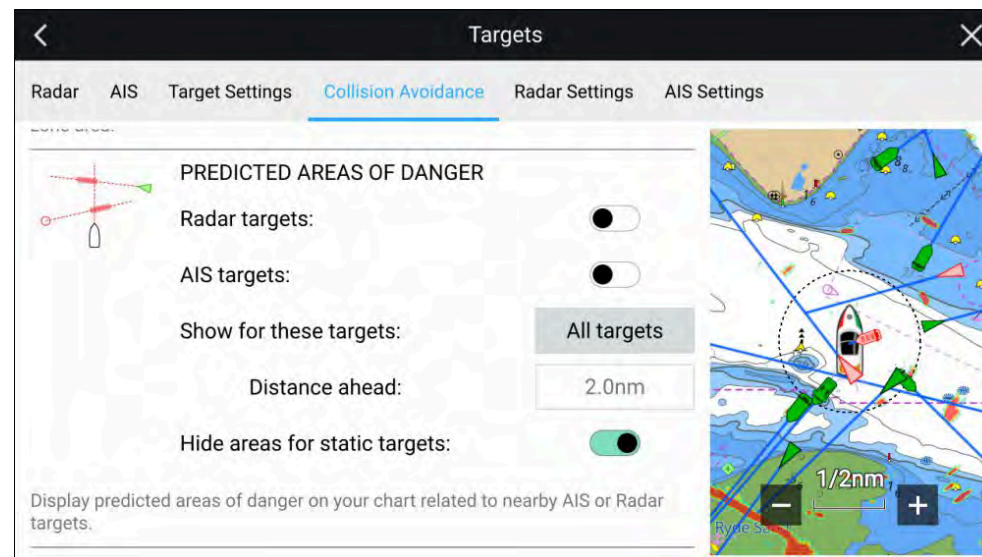 Targets
Radar AIS Target Settings Collision Avoidance Radar Settings AIS Settings
PREDICTED AREAS OF DANGER
Radar targets:
AIS targets:
Show for these targets: All targets
Distance ahead: 2.0nm
Hide areas for static targets:
Display predicted areas of danger on your chart related to nearby AIS or Radar
targets.
1/2nm